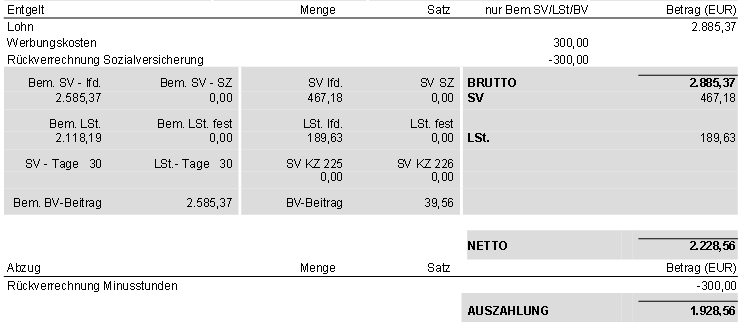 Entgelt Menge Satz nur Bem.SV/LSt/BV Betrag (EUR)
Lohn 2.885,37
Werbungskosten 300,00
Rückverrechnung Sozialversicherung -300,00
Bem. SV - lfd. Bem. SV - SZ SV lfd. SV SZ BRUTTO 2.885,37
2.585,37 0,00 467,18 0,00 SV 467,18
Bem. LSt. Bem. LSt. fest LSt. lfd. LSt. fest
2.118,19 0,00 189,63 0,00 LSt. 189,63
SV - Tage 30 LSt.- Tage 30 SV KZ 225 SV KZ 226
0,00 0,00
Bem. BV-Beitrag 2.585,37 BV-Beitrag 39,56
NETTO 2.228,56
Abzug Menge Satz Betrag (EUR)
Rückverrechnung Minusstunden -300,00
AUSZAHLUNG 1.928,56